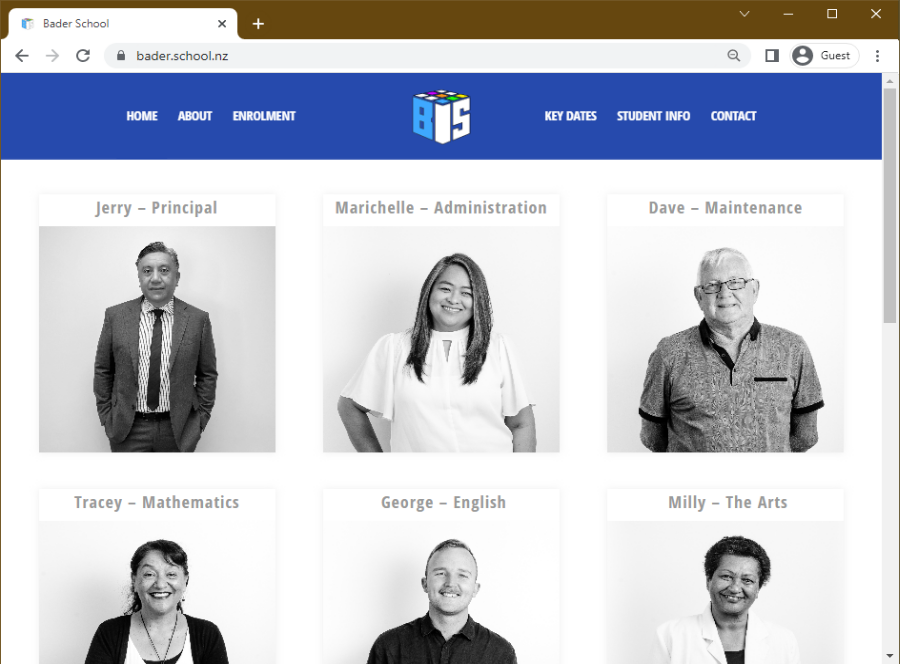 Bader School
bader.school.nz
Guest
HOME ABOUT ENROLMENT BIS KEY DATES STUDENT INFO CONTACT
Jerry – Principal Marichelle – Administration Dave – Maintenance
Tracey – Mathematics George – English Milly – The Arts